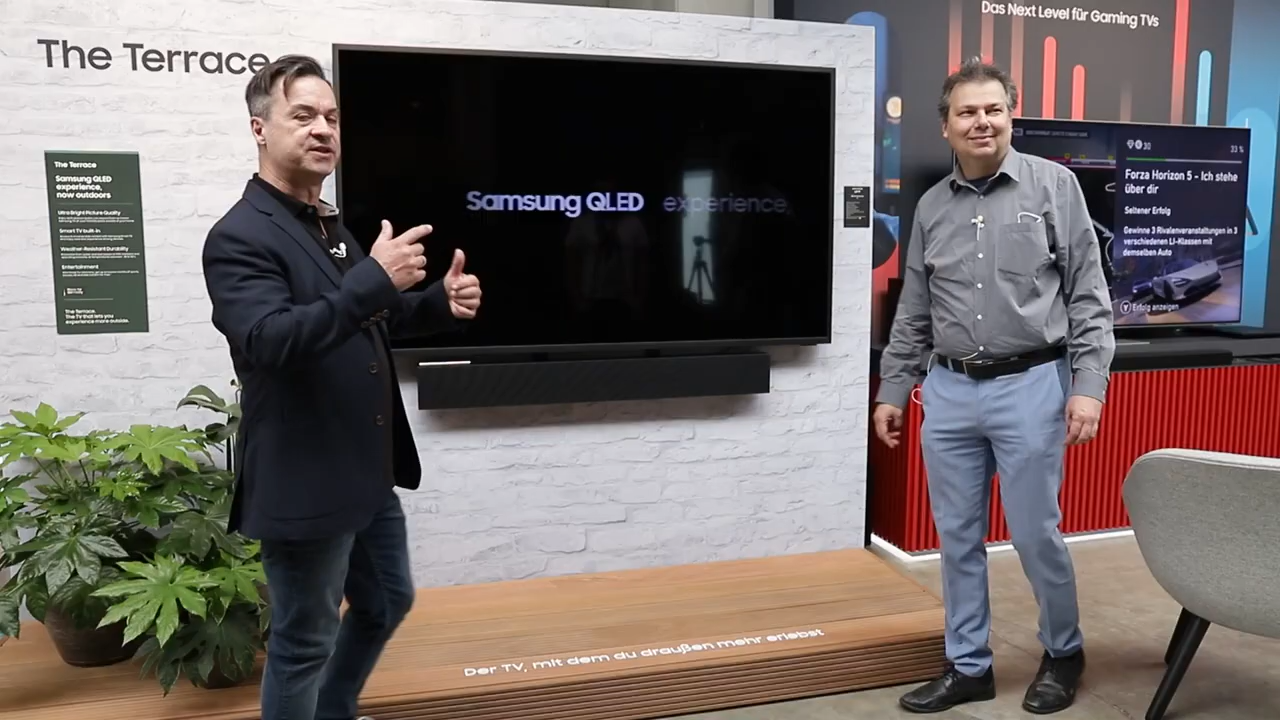 The Terrace
The Terrace
Samsung QLED
experience,
now outdoors
Ultra Bright Picture Quality
Smart TV built-in
Weather-Resistant Durability
Entertainment
The Terrace.
The TV that lets you
experience more outside.
Samsung QLED experience,
Der TV, mit dem du draußen mehr erlebst
Das Next Level für Gaming TVs
30
33 %
Forza Horizon 5 - Ich stehe
über dir
Seltener Erfolg
Gewinne 3 Rivalenveranstaltungen in 3
verschiedenen LI-Klassen mit
demselben Auto
Y Erfolg anzeigen